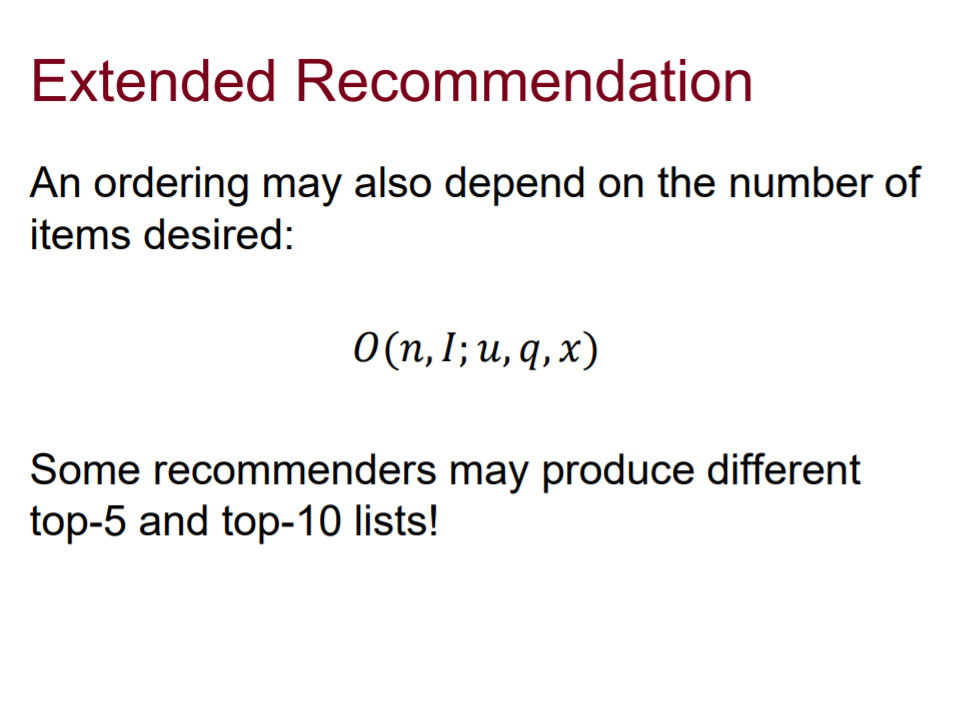 Extended Recommendation
An ordering may also depend on the number of
items desired:
O(n, I; u, q, x)
Some recommenders may produce different
top-5 and top-10 lists!